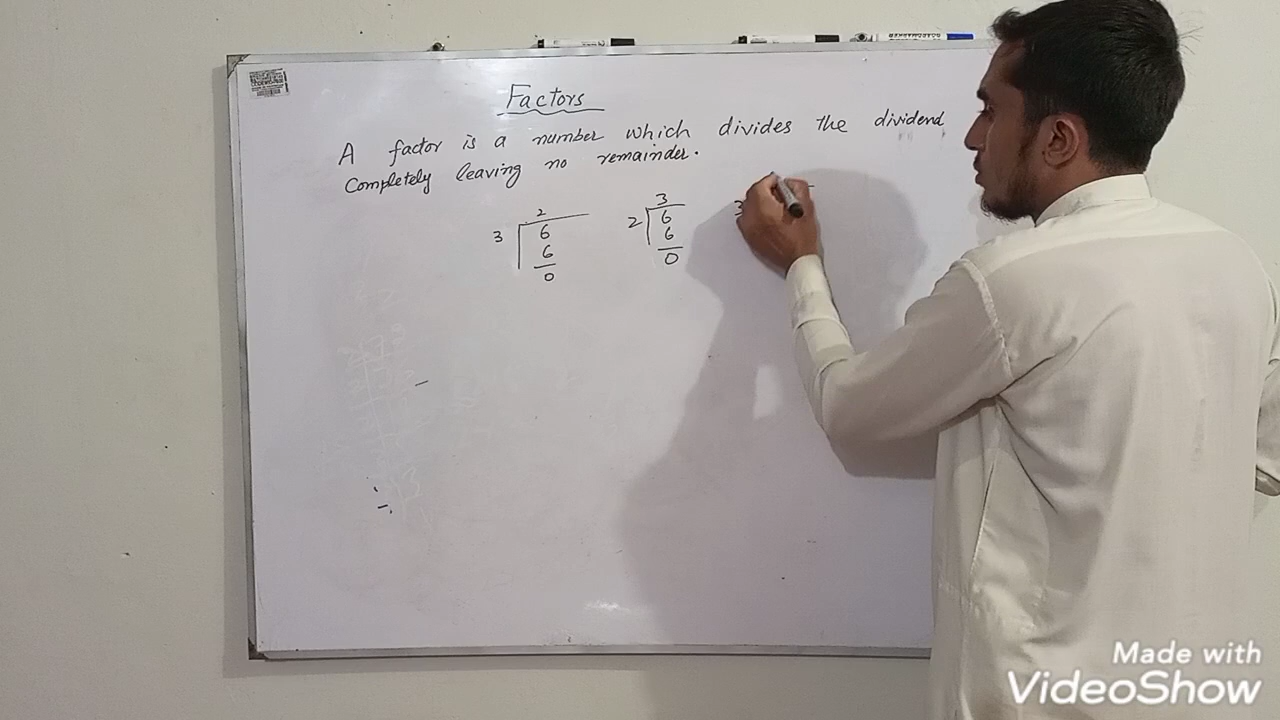 Factors
A factor is a number which divides the dividend
Completely leaving no remainder.
2
3 6
6
0
3
2 6
6
0
3
Made with
VideoShow